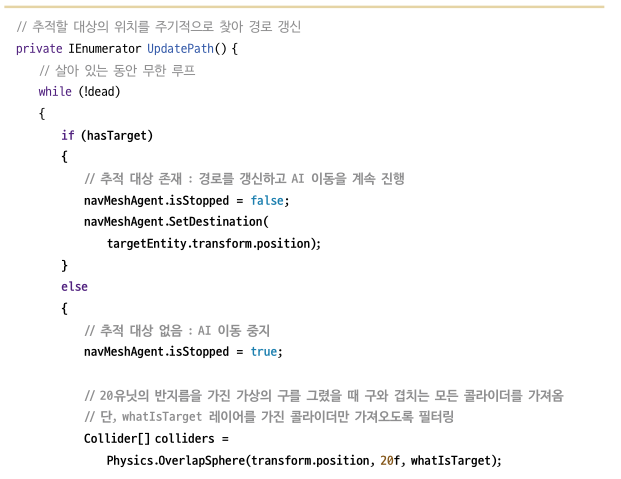 // 추적할 대상의 위치를 주기적으로 찾아 경로 갱신
private IEnumerator UpdatePath() {
// 살아 있는 동안 무한 루프
while (!dead)
{
if (hasTarget)
{
// 추적 대상 존재 : 경로를 갱신하고 AI 이동을 계속 진행
navMeshAgent.isStopped = false;
navMeshAgent.SetDestination(
targetEntity.transform.position);
}
else
{
// 추적 대상 없음 : AI 이동 중지
navMeshAgent.isStopped = true;
// 20유닛의 반지름을 가진 가상의 구를 그렸을 때 구와 겹치는 모든 콜라이더를 가져옴
// 단, whatIsTarget 레이어를 가진 콜라이더만 가져오도록 필터링
Collider[] colliders =
Physics.OverlapSphere(transform.position, 20f, whatIsTarget);